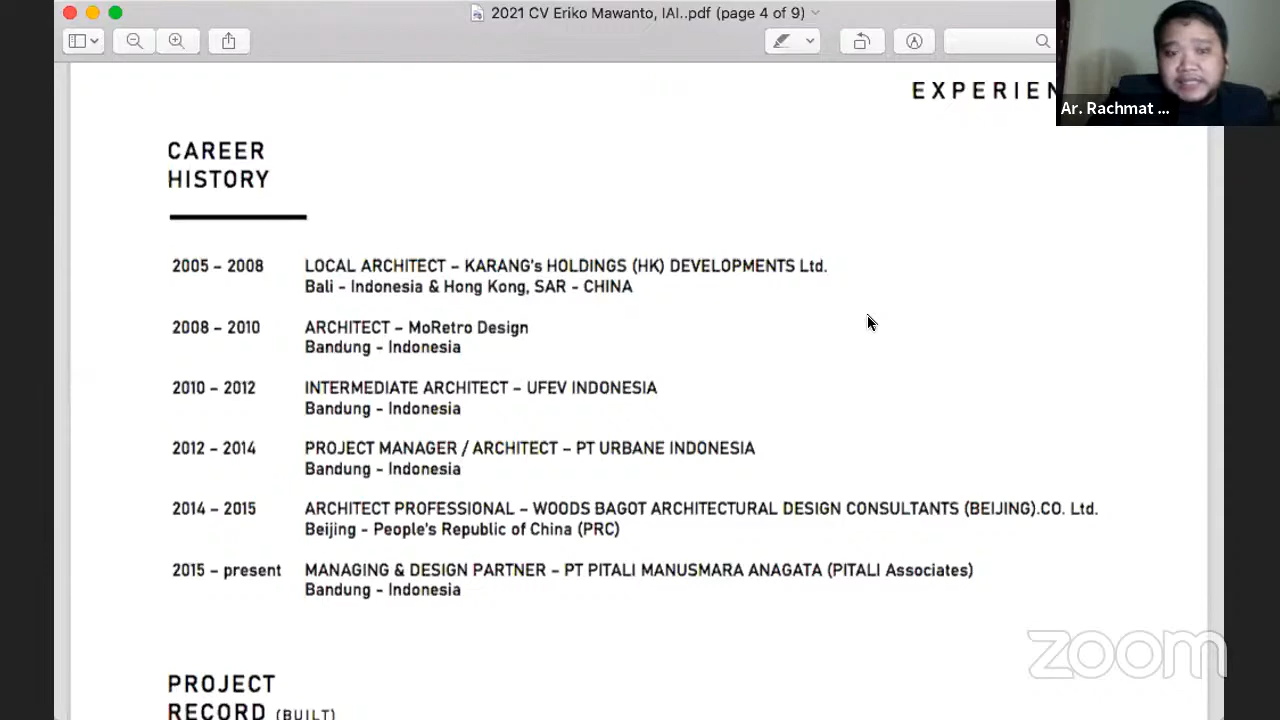 2021 CV Eriko Mawanto, IAI..pdf (page 4 of 9)
EXPERIEN
Ar. Rachmat ...
CAREER
HISTORY
2005 – 2008 LOCAL ARCHITECT – KARANG's HOLDINGS (HK) DEVELOPMENTS Ltd.
Bali - Indonesia & Hong Kong, SAR - CHINA
2008 – 2010 ARCHITECT – MoRetro Design
Bandung - Indonesia
2010 – 2012 INTERMEDIATE ARCHITECT – UFEV INDONESIA
Bandung - Indonesia
2012 – 2014 PROJECT MANAGER / ARCHITECT – PT URBANE INDONESIA
Bandung - Indonesia
2014 – 2015 ARCHITECT PROFESSIONAL – WOODS BAGOT ARCHITECTURAL DESIGN CONSULTANTS (BEIJING).CO. Ltd.
Beijing - People's Republic of China (PRC)
2015 – present MANAGING & DESIGN PARTNER – PT PITALI MANUSMARA ANAGATA (PITALI Associates)
Bandung - Indonesia
zoom
PROJECT
RECORD (BUILT)